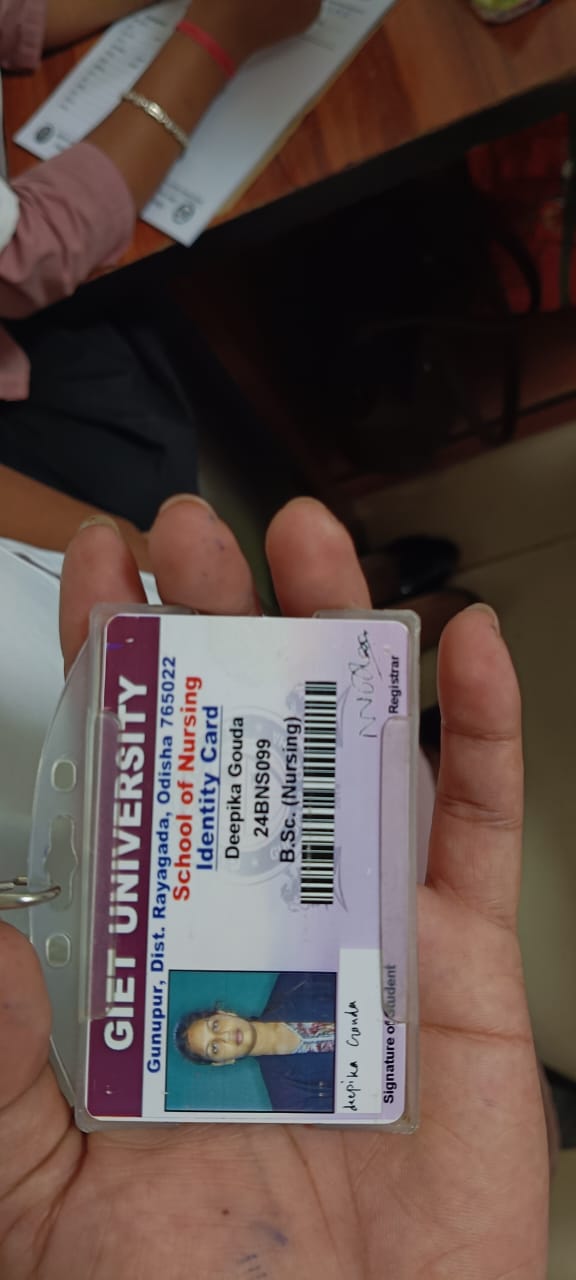 GIET UNIVERSITY
Gunupur, Dist. Rayagada, Odisha 765022
School of Nursing
Identity Card
Deepika Gouda
24BNS099
B.Sc. (Nursing)
deepika Gouda
Signature of Student
Registrar